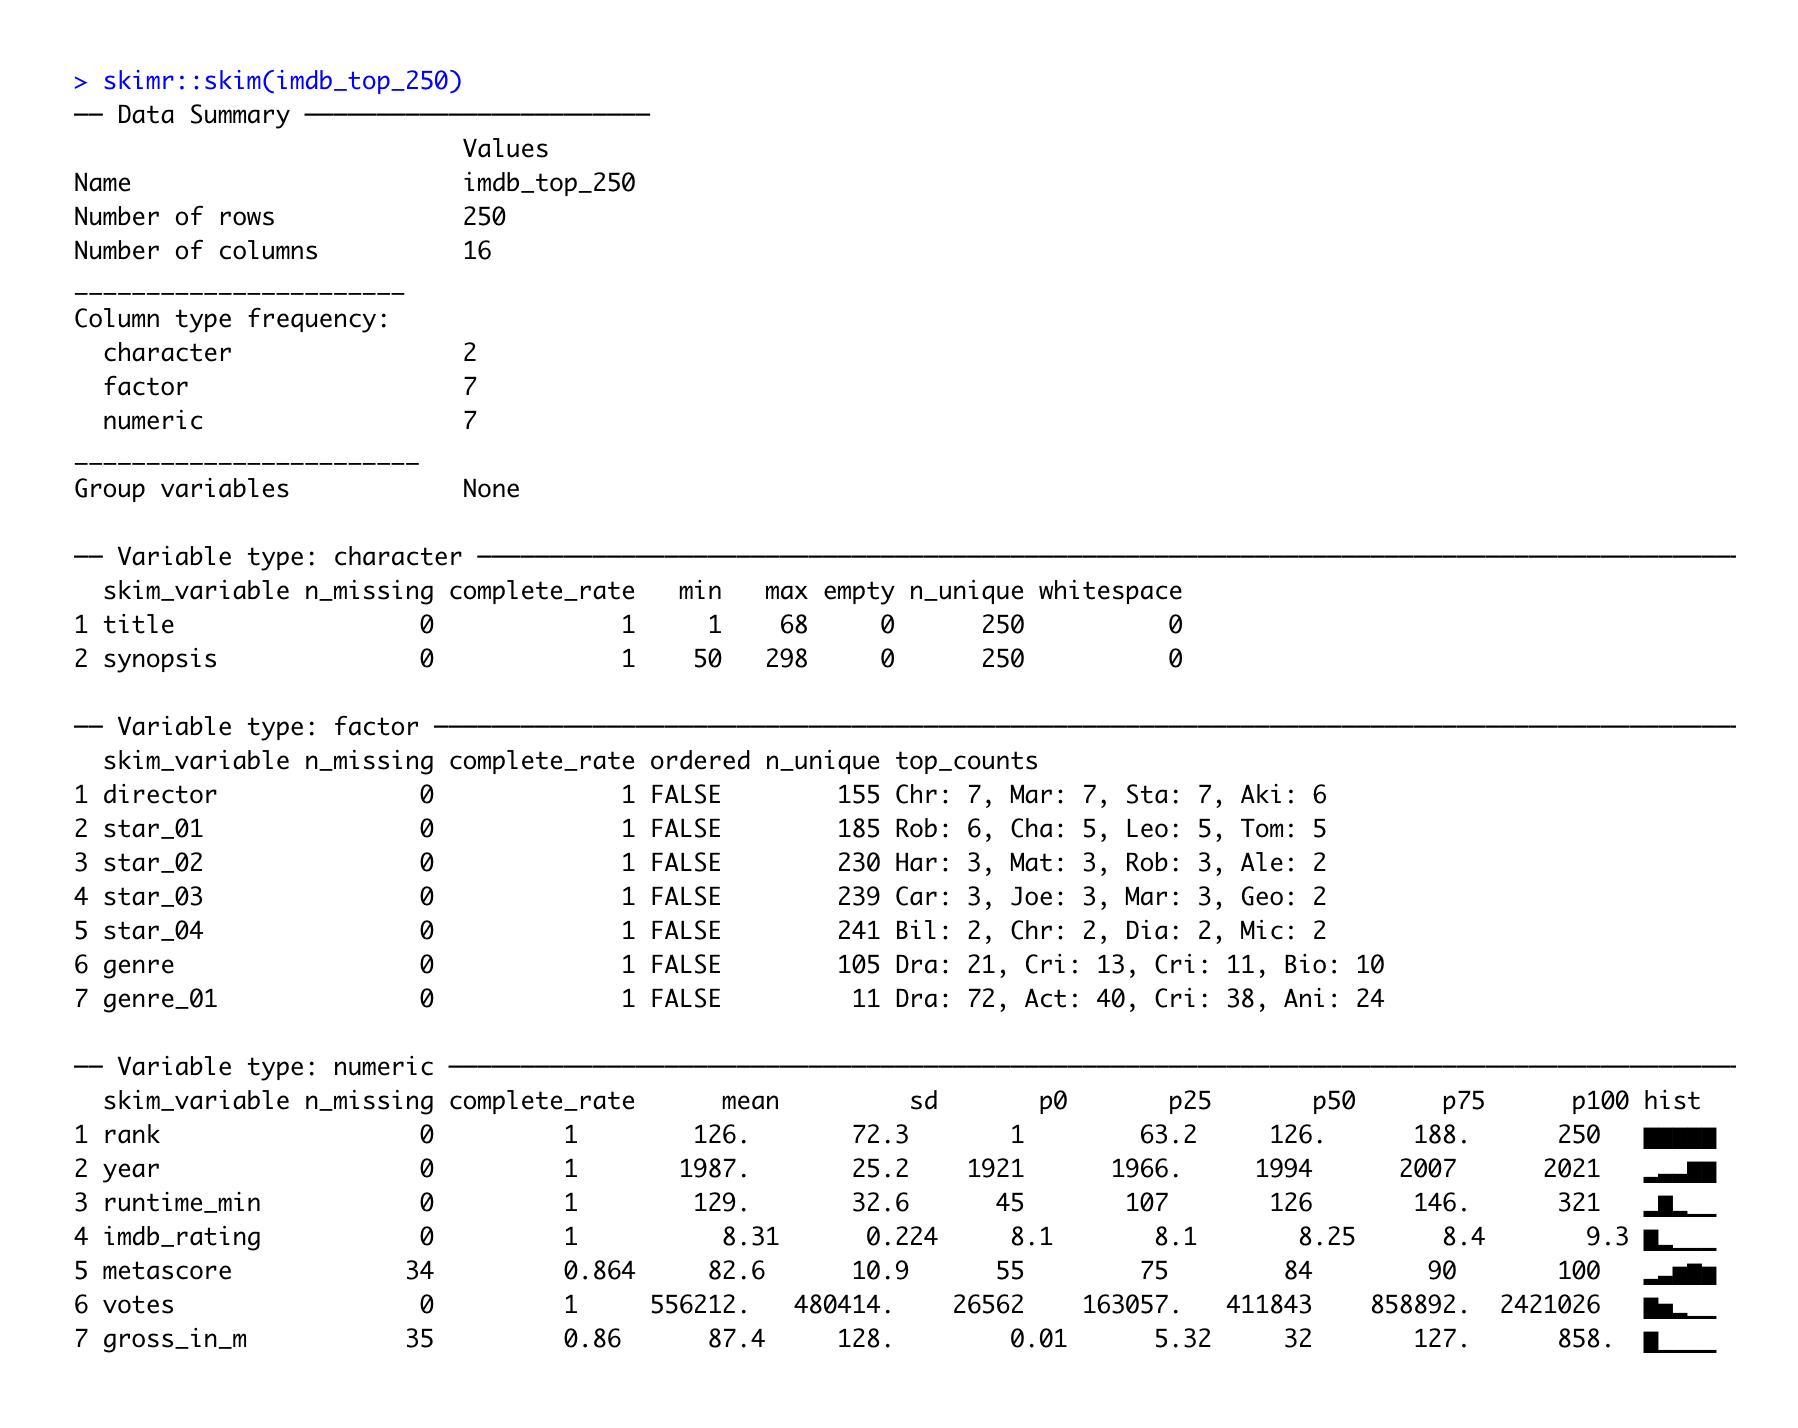 > skimr::skim(imdb_top_250)
── Data Summary ────────────────────────
                           Values
Name                       imdb_top_250
Number of rows             250
Number of columns          16
_______________________
Column type frequency:
  character                2
  factor                   7
  numeric                  7
________________________
Group variables            None

── Variable type: character ────────────────────────────────────────────────────────────────────────────────────────
  skim_variable n_missing complete_rate   min   max empty n_unique whitespace
1 title                 0             1     1    68     0      250          0
2 synopsis              0             1    50   298     0      250          0

── Variable type: factor ───────────────────────────────────────────────────────────────────────────────────────────
  skim_variable n_missing complete_rate ordered n_unique top_counts
1 director              0             1 FALSE        155 Chr: 7, Mar: 7, Sta: 7, Aki: 6
2 star_01               0             1 FALSE        185 Rob: 6, Cha: 5, Leo: 5, Tom: 5
3 star_02               0             1 FALSE        230 Har: 3, Mat: 3, Rob: 3, Ale: 2
4 star_03               0             1 FALSE        239 Car: 3, Joe: 3, Mar: 3, Geo: 2
5 star_04               0             1 FALSE        241 Bil: 2, Chr: 2, Dia: 2, Mic: 2
6 genre                 0             1 FALSE        105 Dra: 21, Cri: 13, Cri: 11, Bio: 10
7 genre_01              0             1 FALSE         11 Dra: 72, Act: 40, Cri: 38, Ani: 24

── Variable type: numeric ──────────────────────────────────────────────────────────────────────────────────────────
  skim_variable n_missing complete_rate      mean         sd       p0       p25       p50      p75      p100 hist
1 rank                  0         1        126.       72.3       1        63.2     126.      188.      250   ▇▇▇▇▇
2 year                  0         1       1987.       25.2    1921      1966.     1994      2007      2021   ▂▃▃▇▇
3 runtime_min           0         1        129.       32.6      45       107       126       146.      321   ▂▇▂▁▁
4 imdb_rating           0         1          8.31      0.224     8.1       8.1       8.25      8.4       9.3 ▇▂▁▁▁
5 metascore            34         0.864     82.6      10.9      55        75        84        90       100   ▂▃▆▇▆
6 votes                 0         1     556212.   480414.    26562    163057.   411843    858892.  2421026   ▇▅▂▁▁
7 gross_in_m           35         0.86      87.4     128.        0.01      5.32     32       127.      858.  ▇▁▁▁▁